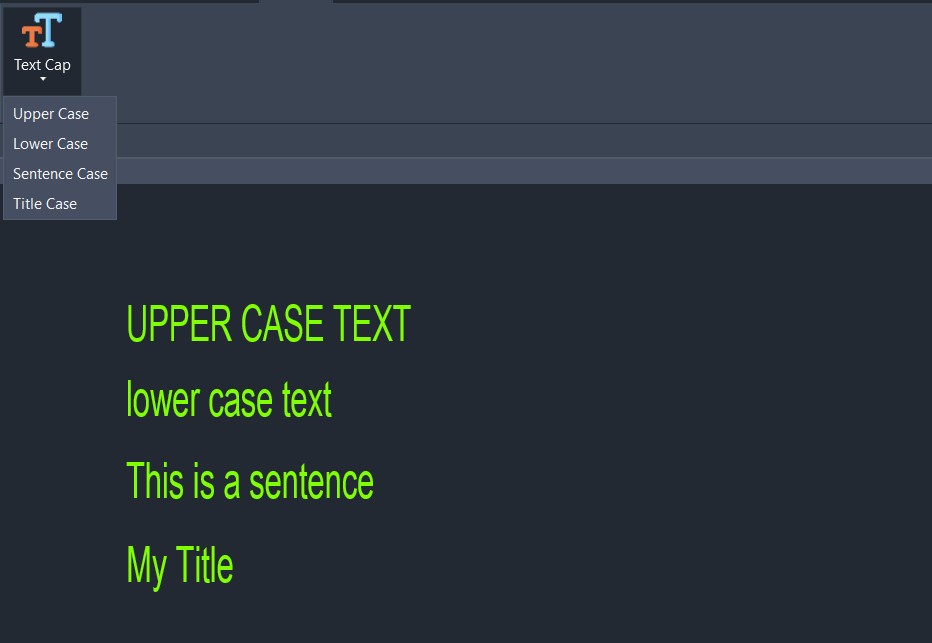 Text Cap
Upper Case
Lower Case
Sentence Case
Title Case
UPPER CASE TEXT
lower case text
This is a sentence
My Title